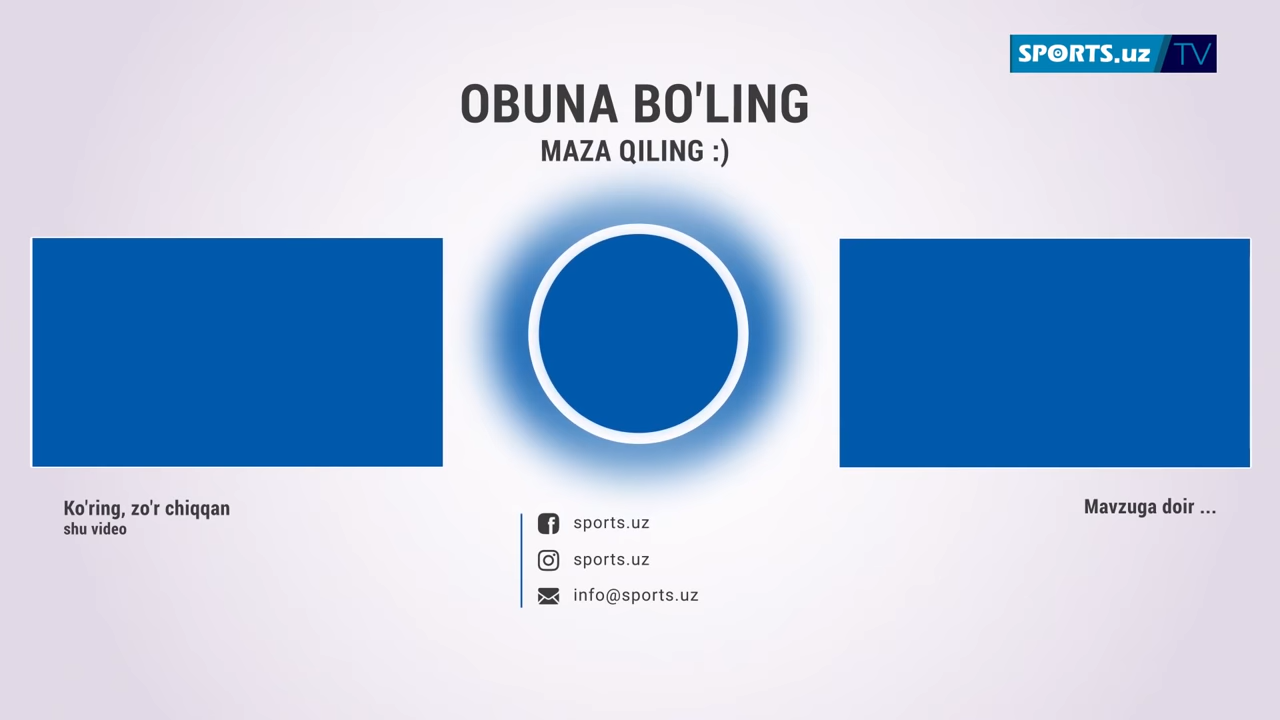 SPORTS.uz TV
OBUNA BO'LING
MAZA QILING :)
Ko'ring, zo'r chiqqan
shu video
Mavzuga doir ...
sports.uz
sports.uz
info@sports.uz